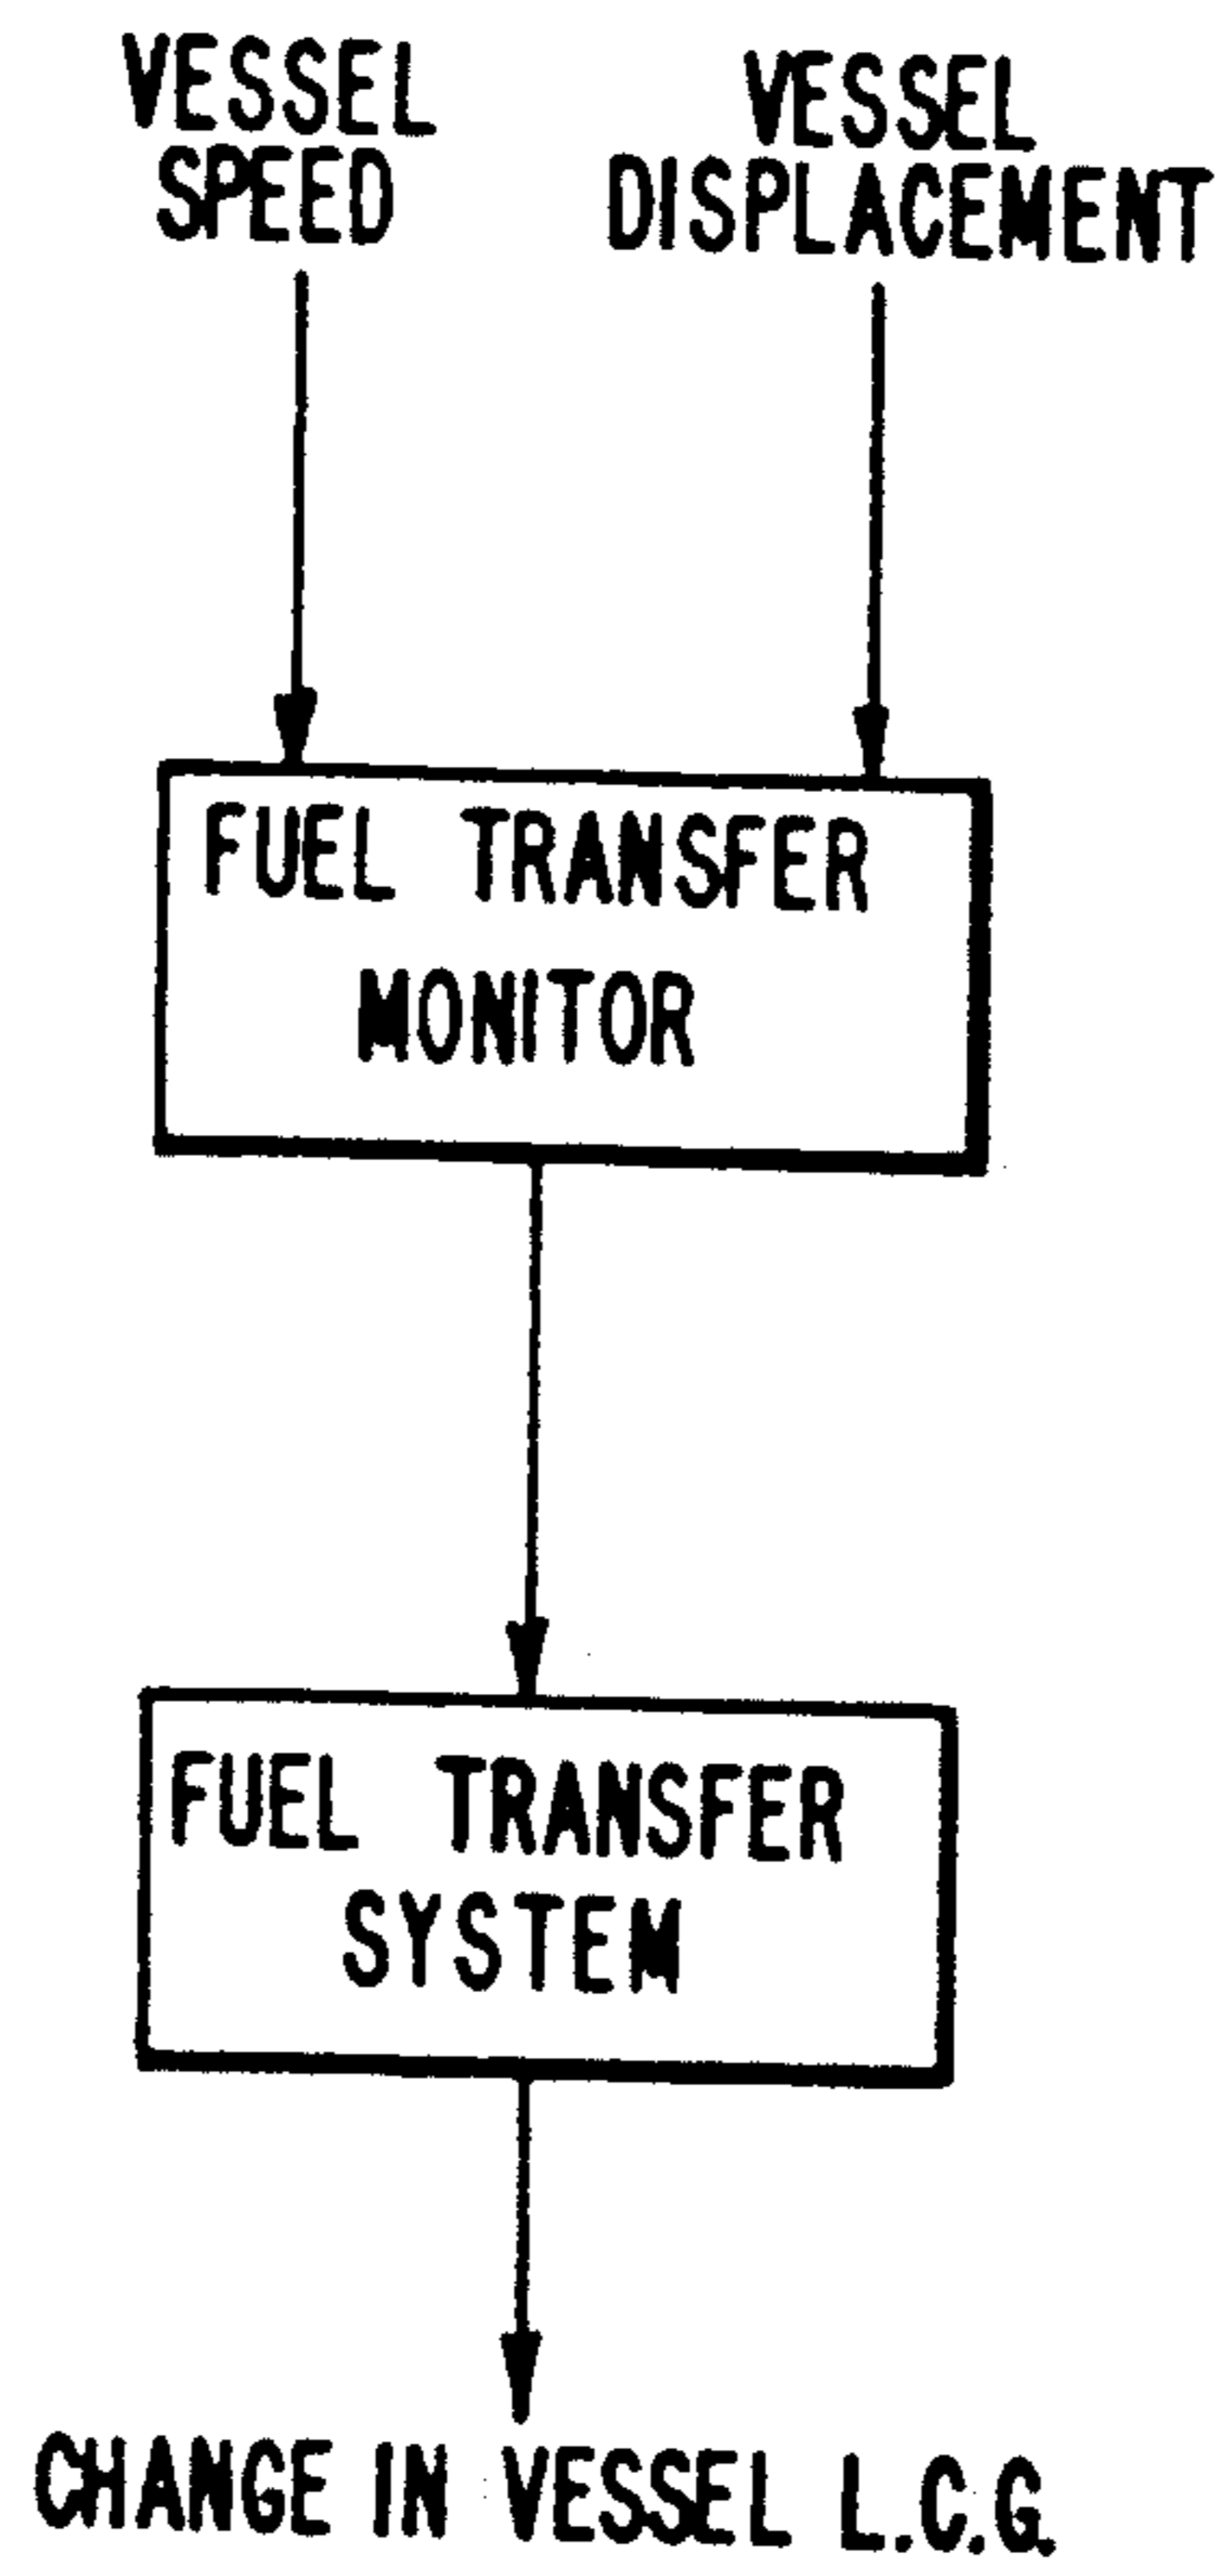 VESSEL
SPEED
VESSEL
DISPLACEMENT
FUEL TRANSFER
MONITOR
FUEL TRANSFER
SYSTEM
CHANGE IN VESSEL L.C.G.